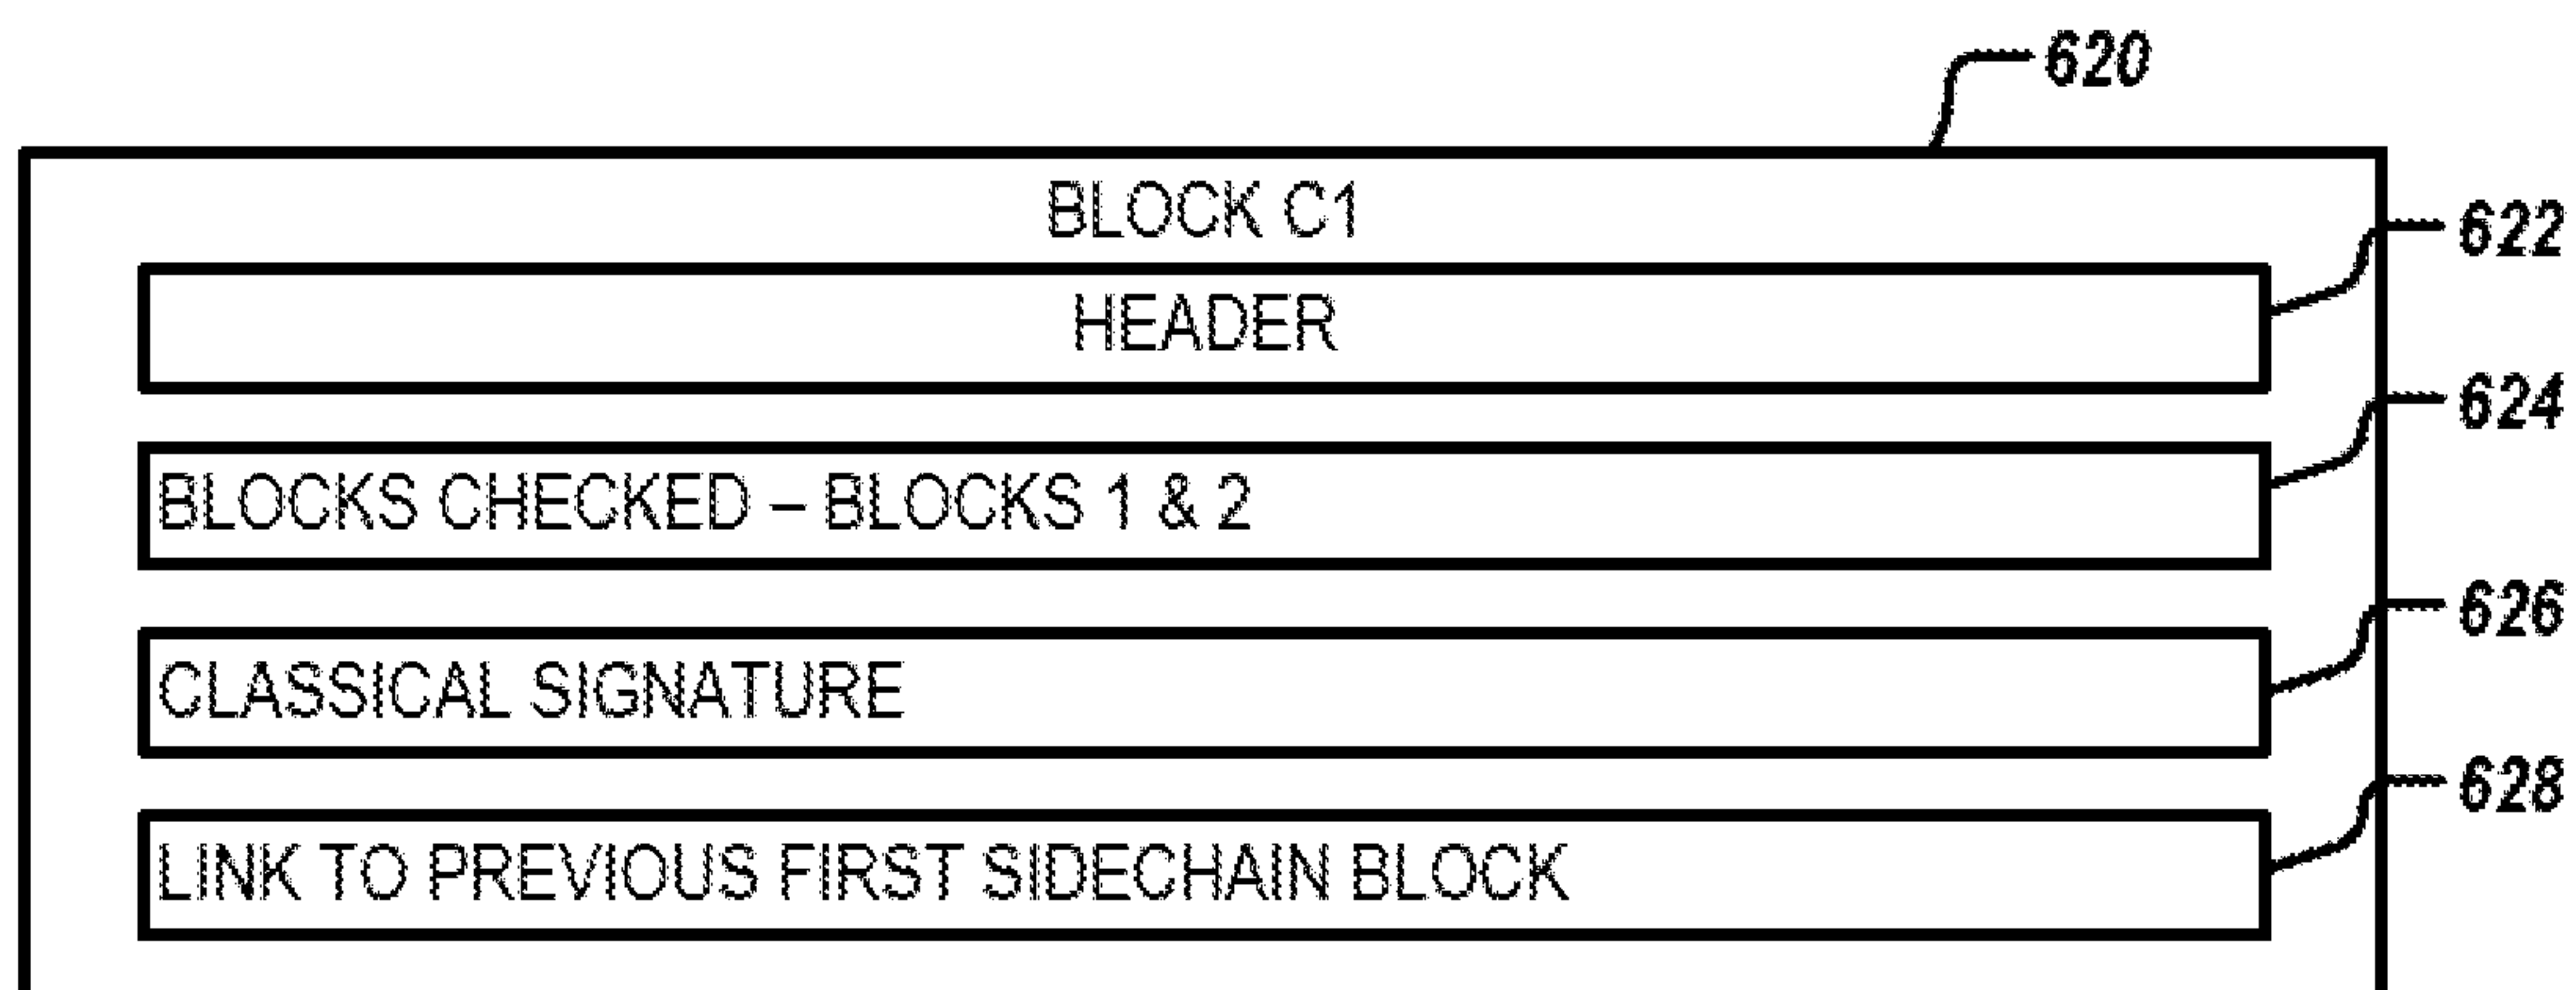 620
BLOCK C1
622
HEADER
624
BLOCKS CHECKED – BLOCKS 1 & 2
626
CLASSICAL SIGNATURE
628
LINK TO PREVIOUS FIRST SIDECHAIN BLOCK